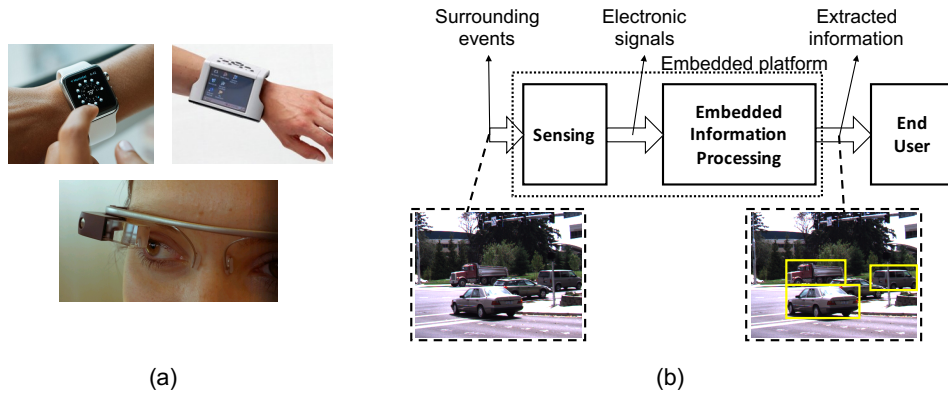 Surrounding
events
Electronic
signals
Extracted
information
Embedded platform
Sensing
Embedded
Information
Processing
End
User
(a)
(b)